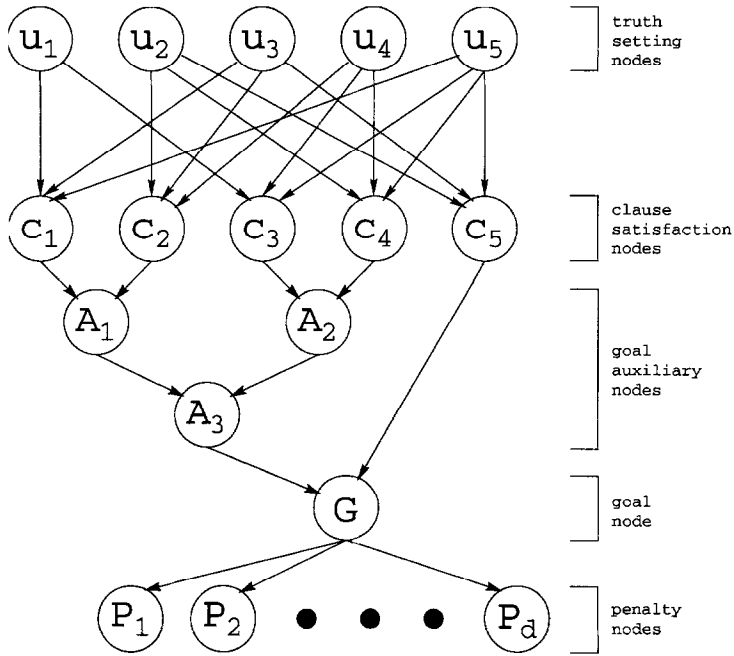 u1 u2 u3 u4 u5
truth
setting
nodes
c1 c2 c3 c4 c5
clause
satisfaction
nodes
A1 A2
goal
auxiliary
nodes
A3
G
goal
node
P1 P2 Pd
penalty
nodes